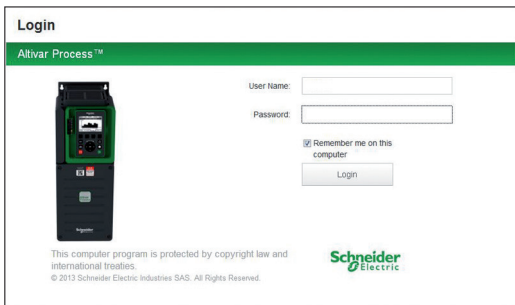 Login
Altivar Process™
User Name:
Password:
Remember me on this
computer
Login
Schneider
This computer program is protected by copyright law and
international treaties.
© 2013 Schneider Electric Industries SAS. All Rights Reserved.
Schneider
Electric